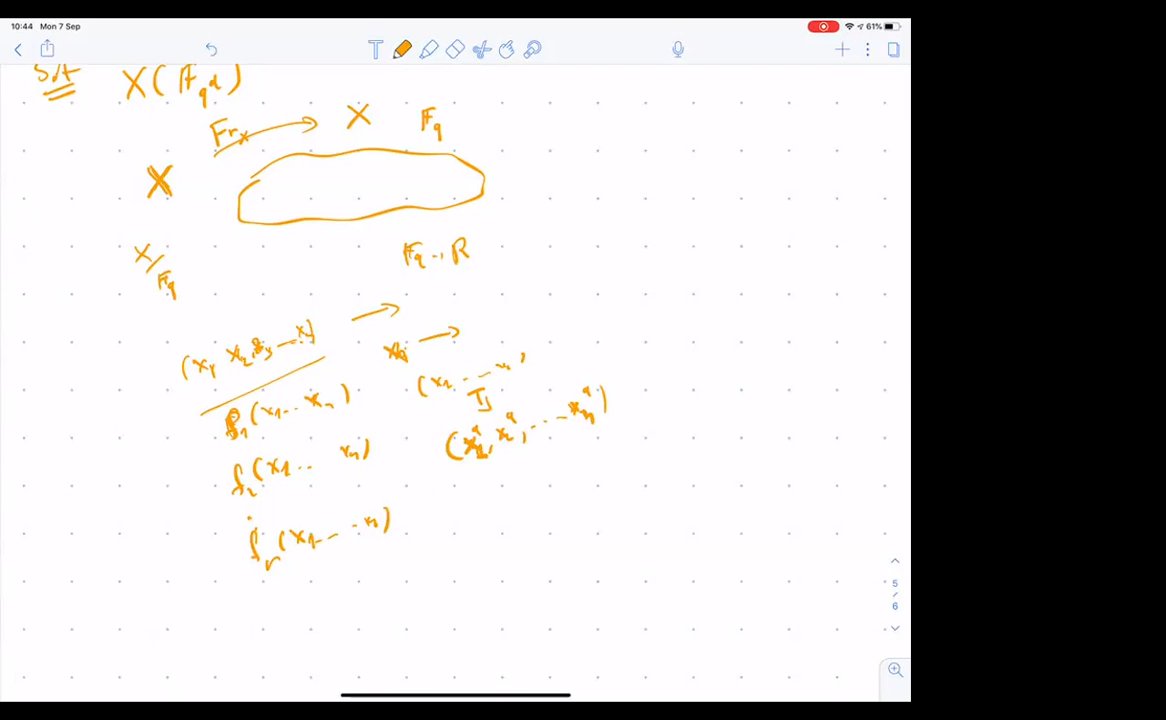 10:44 Mon 7 Sep 61%
X(F_{q^d})
Fr_X → X F_q
X
X/F_q F_q → R
(x_1, x_2, x_3 ... x_n) →
→
f_1(x_1 ... x_n)
(x_1^q, x_2^q, ... x_n^q)
f_2(x_1 ... x_n)
f_r(x_1 ... x_n)
5
/
6